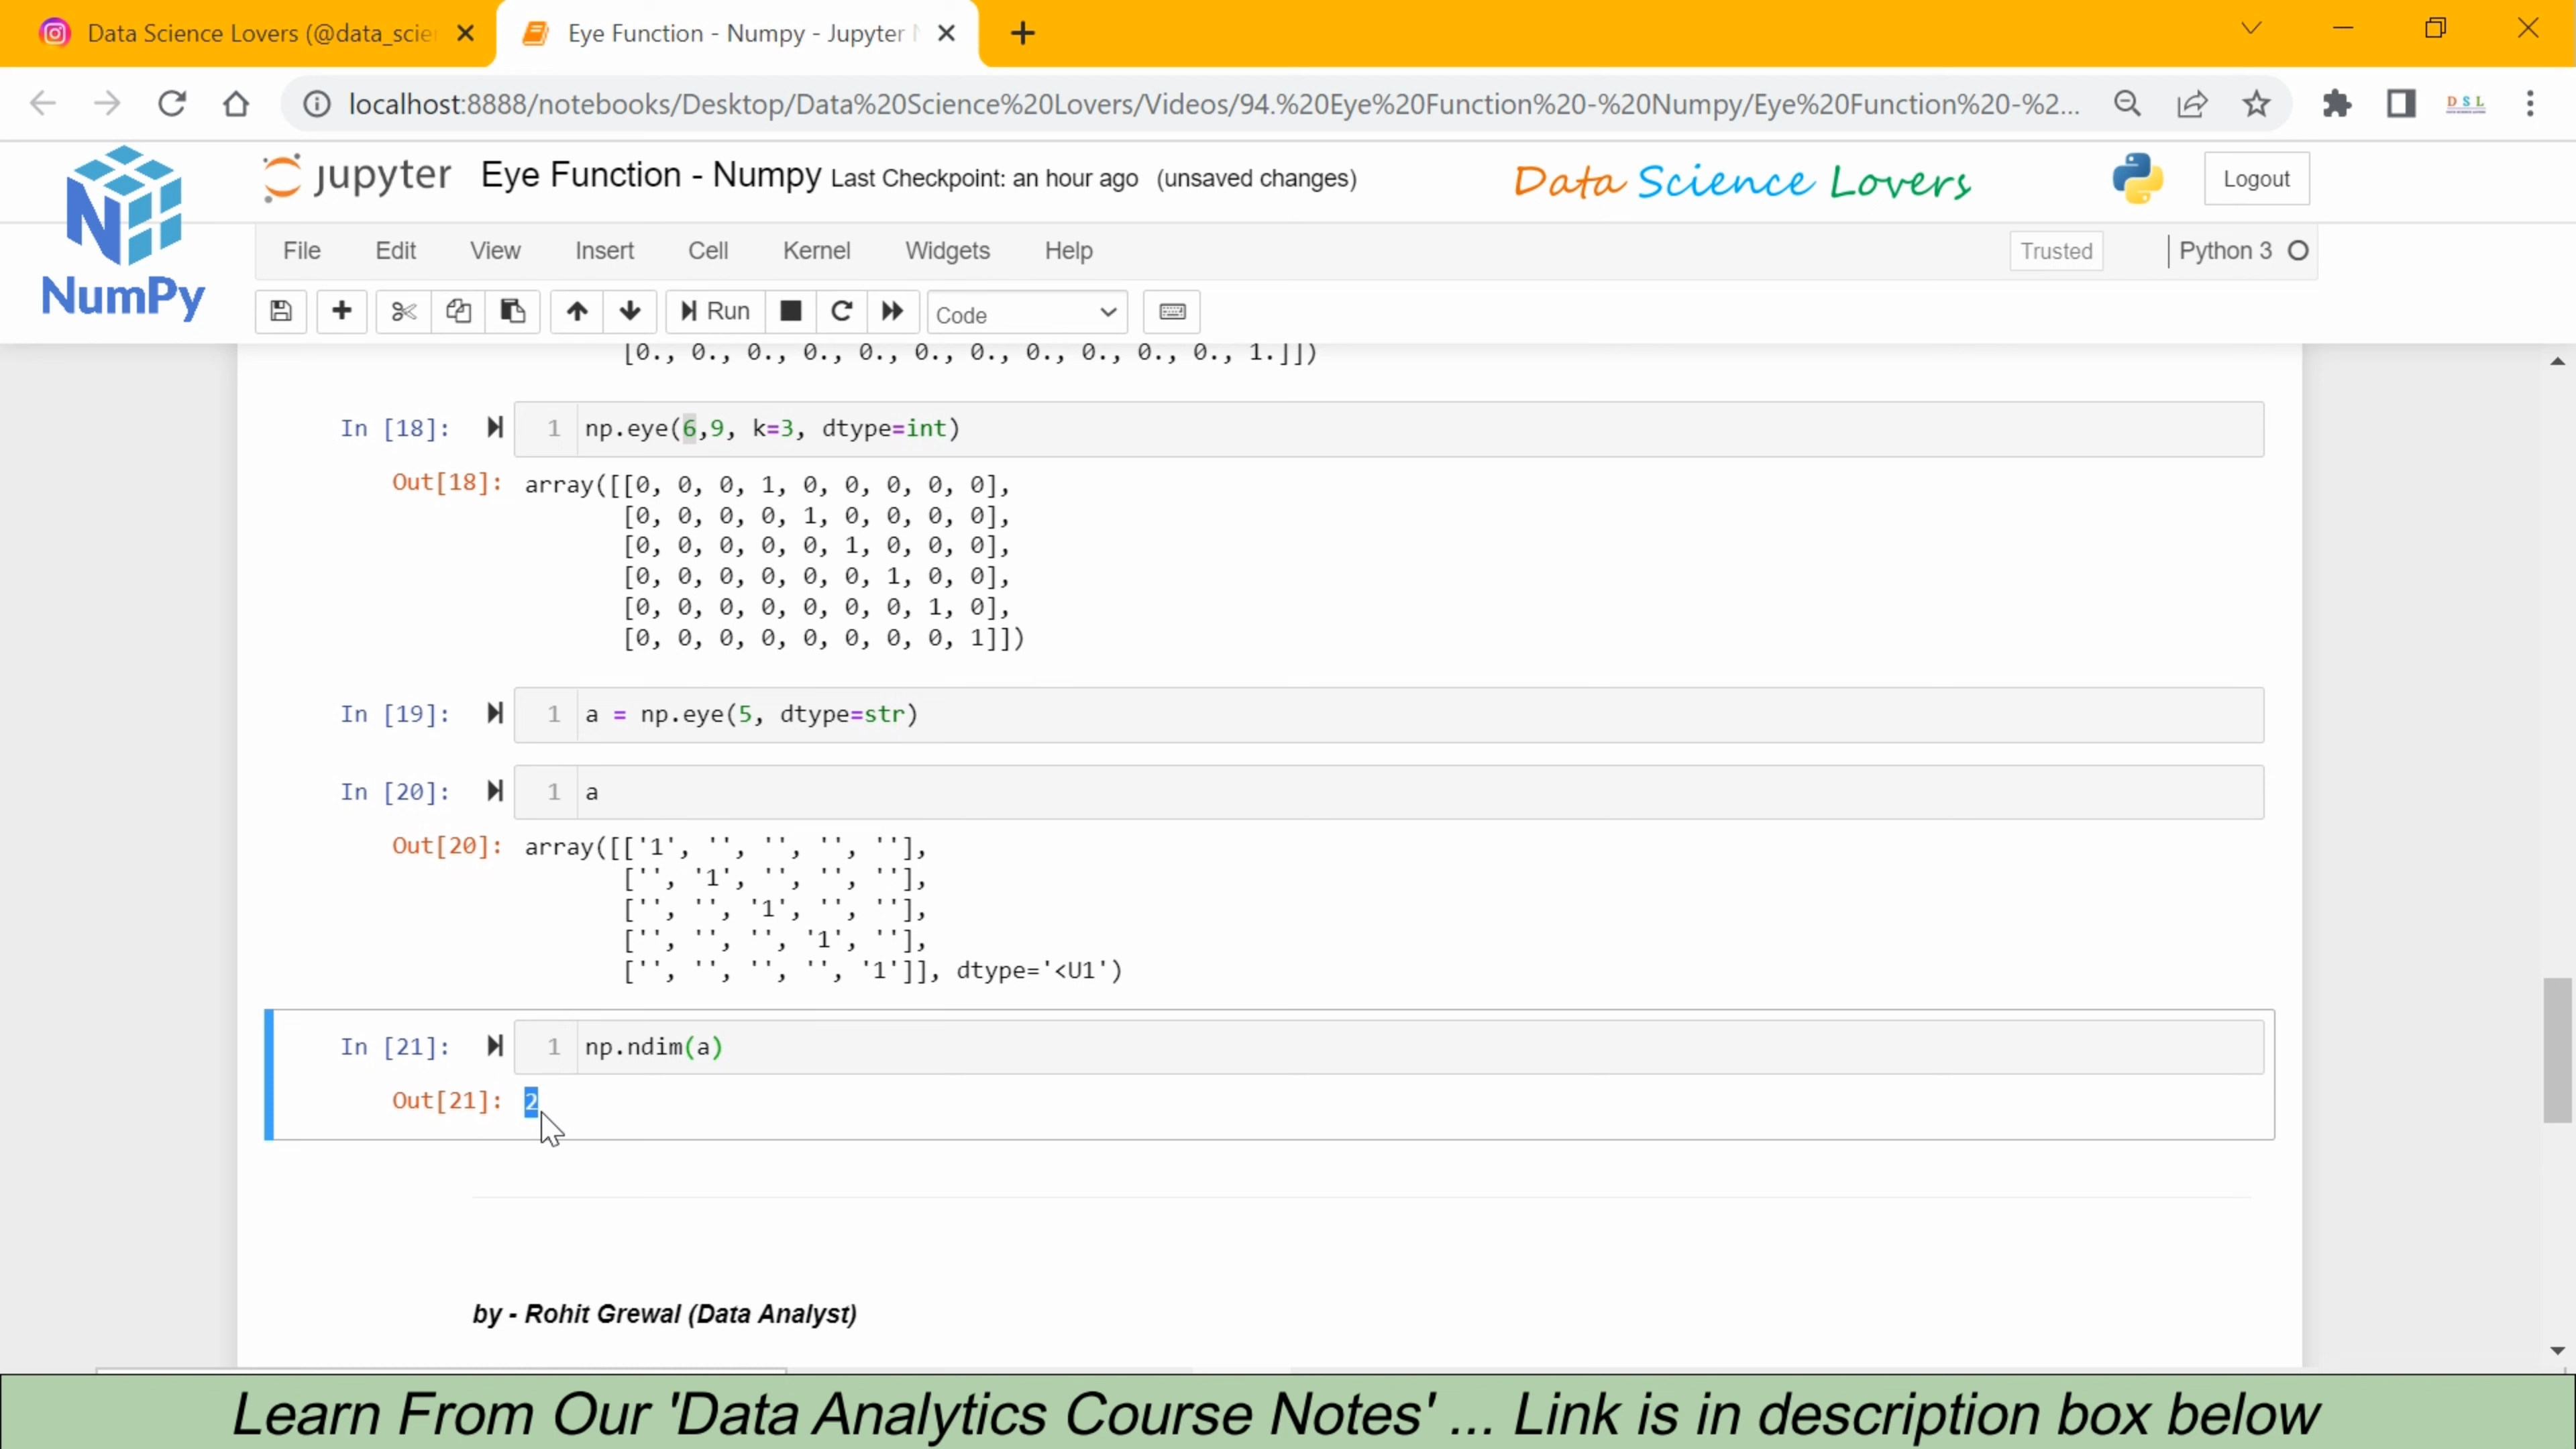 Data Science Lovers (@data_scie
Eye Function - Numpy - Jupyter N
localhost:8888/notebooks/Desktop/Data%20Science%20Lovers/Videos/94.%20Eye%20Function%20-%20Numpy/Eye%20Function%20-%2...
D S L
NumPy
jupyter Eye Function - Numpy Last Checkpoint: an hour ago (unsaved changes)
Data Science Lovers
Logout
File Edit View Insert Cell Kernel Widgets Help
Trusted Python 3
Run Code
[0., 0., 0., 0., 0., 0., 0., 0., 0., 0., 0., 1.]])
In [18]: 1 np.eye(6,9, k=3, dtype=int)
Out[18]: array([[0, 0, 0, 1, 0, 0, 0, 0, 0],
[0, 0, 0, 0, 1, 0, 0, 0, 0],
[0, 0, 0, 0, 0, 1, 0, 0, 0],
[0, 0, 0, 0, 0, 0, 1, 0, 0],
[0, 0, 0, 0, 0, 0, 0, 1, 0],
[0, 0, 0, 0, 0, 0, 0, 0, 1]])
In [19]: 1 a = np.eye(5, dtype=str)
In [20]: 1 a
Out[20]: array([['1', '', '', '', ''],
['', '1', '', '', ''],
['', '', '1', '', ''],
['', '', '', '1', ''],
['', '', '', '', '1']], dtype='<U1')
In [21]: 1 np.ndim(a)
Out[21]: 2
by - Rohit Grewal (Data Analyst)
Learn From Our 'Data Analytics Course Notes' ... Link is in description box below